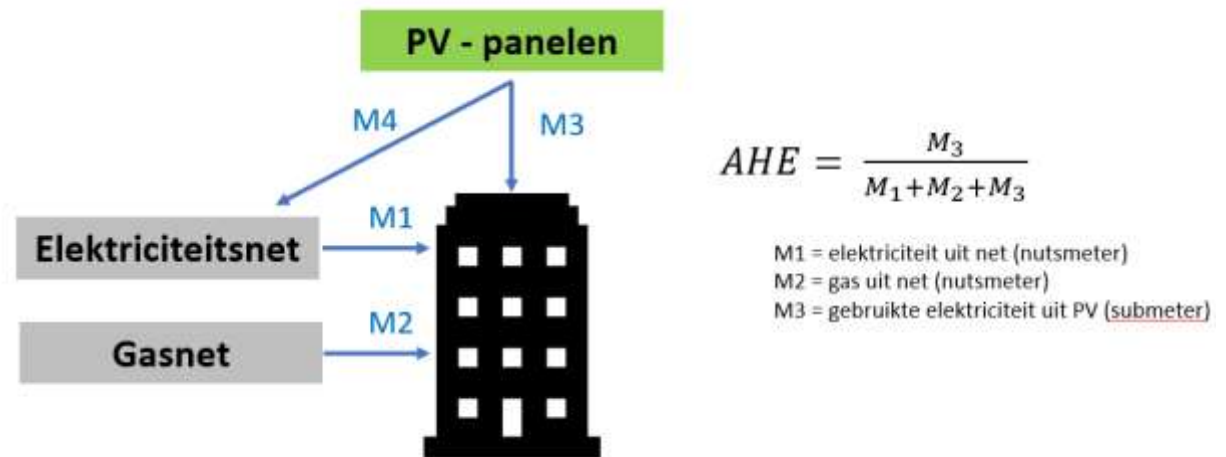 PV - panelen
M4
M3
M1
Elektriciteitsnet
M2
Gasnet
AHE = M₃ / M₁+M₂+M₃
M1 = elektriciteit uit net (nutsmeter)
M2 = gas uit net (nutsmeter)
M3 = gebruikte elektriciteit uit PV (submeter)